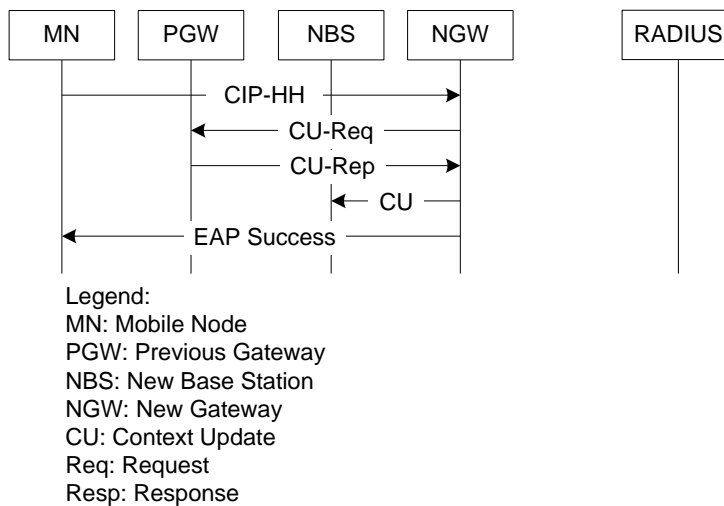 MN PGW NBS NGW RADIUS
CIP-HH
CU-Req
CU-Rep
CU
EAP Success
Legend:
MN: Mobile Node
PGW: Previous Gateway
NBS: New Base Station
NGW: New Gateway
CU: Context Update
Req: Request
Resp: Response